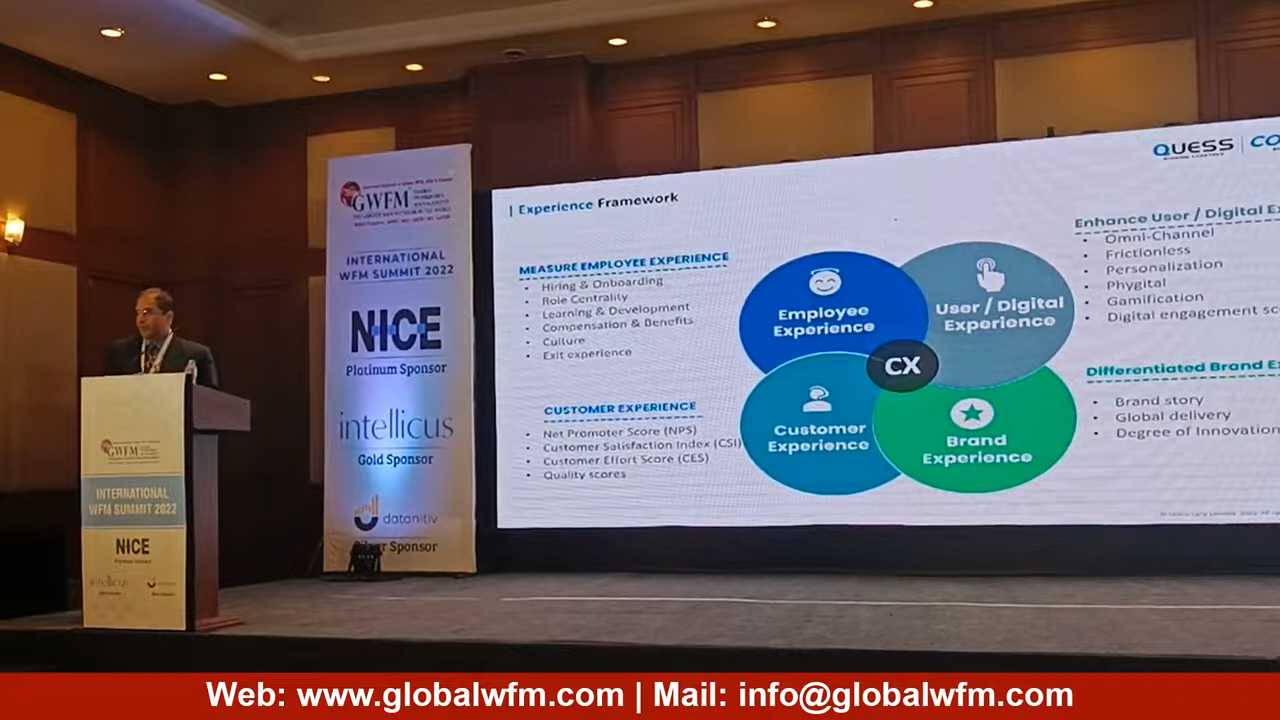 GWFM
INTERNATIONAL
WFM SUMMIT 2022
NICE
Platinum Sponsor
intellicus
Gold Sponsor
datanitiv
Silver Sponsor
GWFM
INTERNATIONAL
WFM SUMMIT 2022
NICE
intellicus
QUESS
| Experience Framework
MEASURE EMPLOYEE EXPERIENCE
• Hiring & Onboarding
• Role Centrality
• Learning & Development
• Compensation & Benefits
• Culture
• Exit experience
CUSTOMER EXPERIENCE
• Net Promoter Score (NPS)
• Customer Satisfaction Index (CSI)
• Customer Effort Score (CES)
• Quality scores
Employee
Experience
User / Digital
Experience
CX
Customer
Experience
Brand
Experience
Enhance User / Digital Ex
• Omni-Channel
• Frictionless
• Personalization
• Phygital
• Gamification
• Digital engagement sc
Differentiated Brand E
• Brand story
• Global delivery
• Degree of Innovation
Web: www.globalwfm.com | Mail: info@globalwfm.com